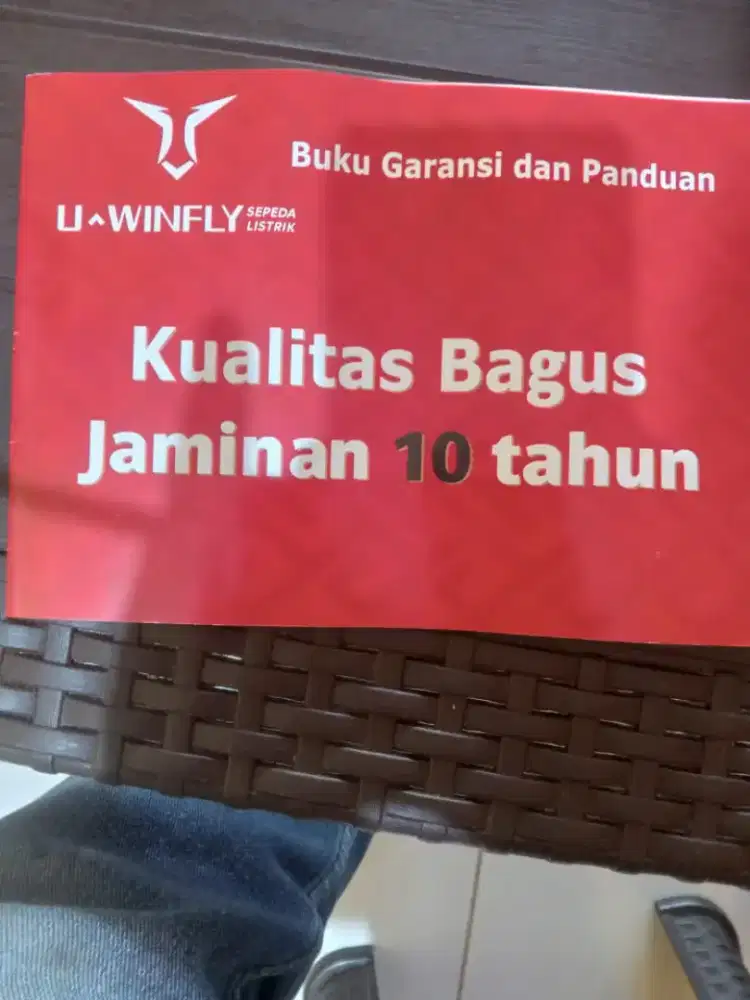 Buku Garansi dan Panduan
U^WINFLY SEPEDA
LISTRIK
Kualitas Bagus
Jaminan 10 tahun